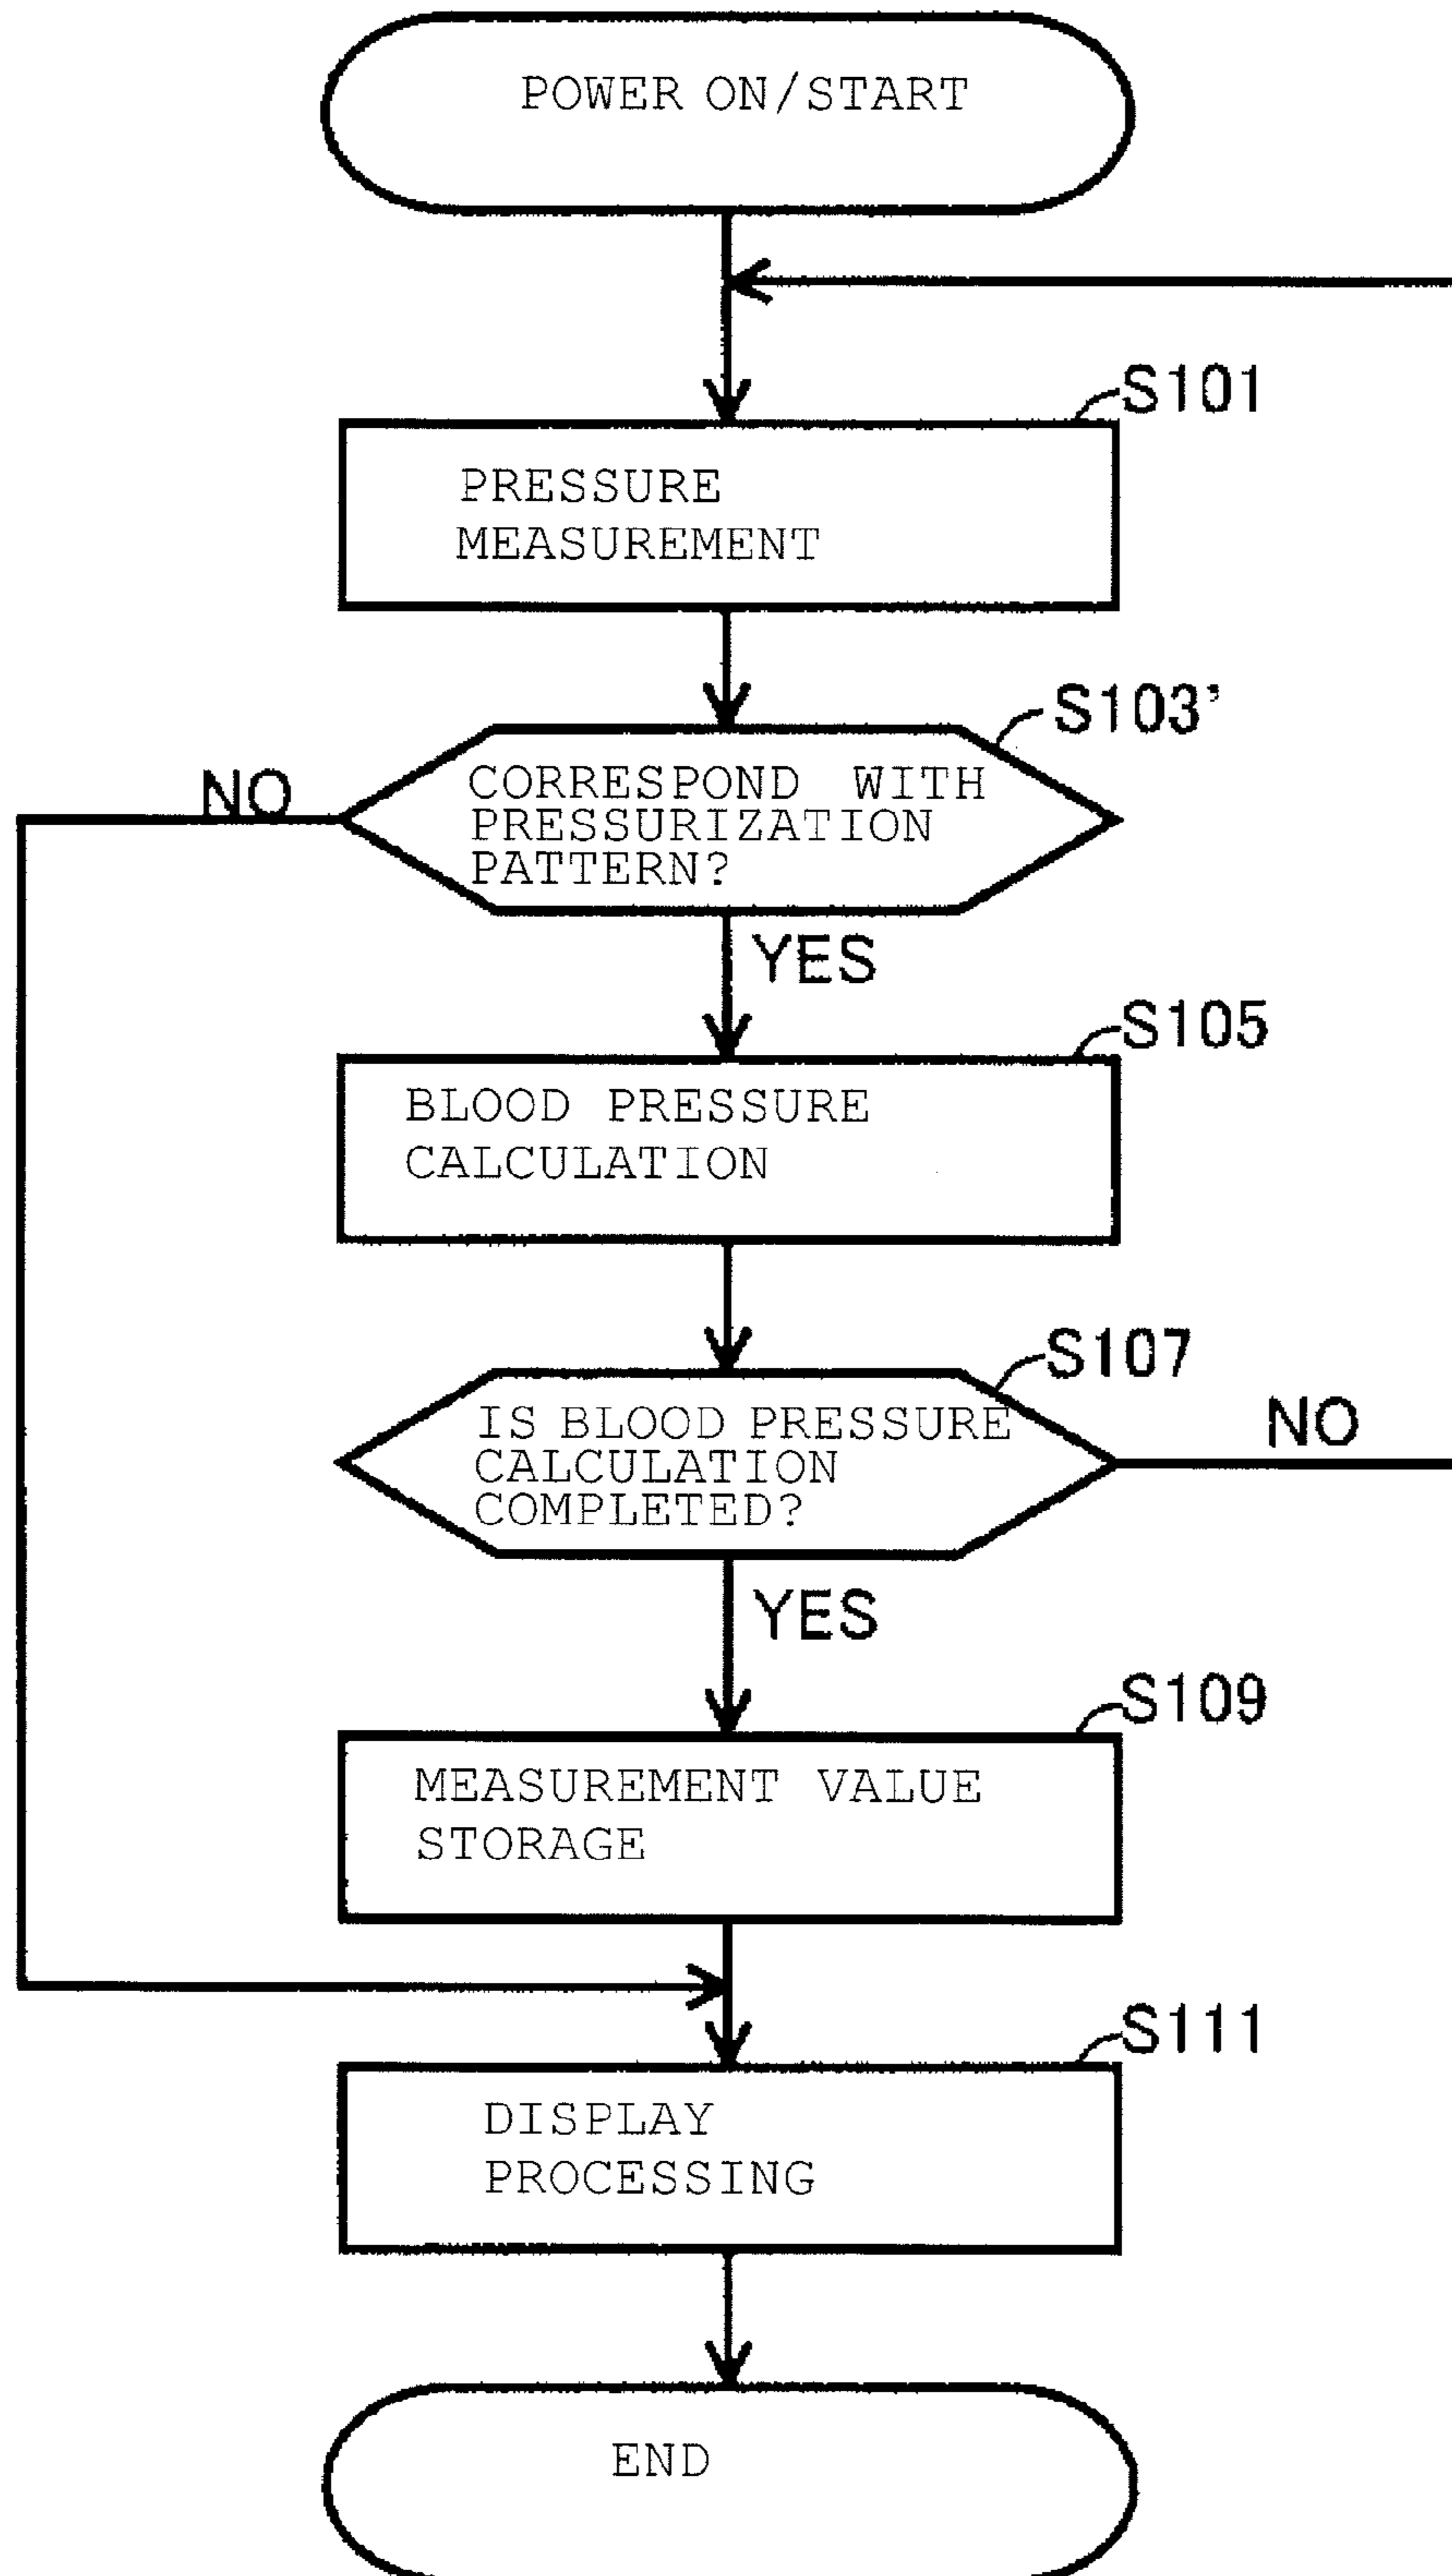 POWER ON/START
S101
PRESSURE
MEASUREMENT
S103'
NO
CORRESPOND WITH
PRESSURIZATION
PATTERN?
YES
S105
BLOOD PRESSURE
CALCULATION
S107
IS BLOOD PRESSURE
CALCULATION
COMPLETED?
NO
YES
S109
MEASUREMENT VALUE
STORAGE
S111
DISPLAY
PROCESSING
END